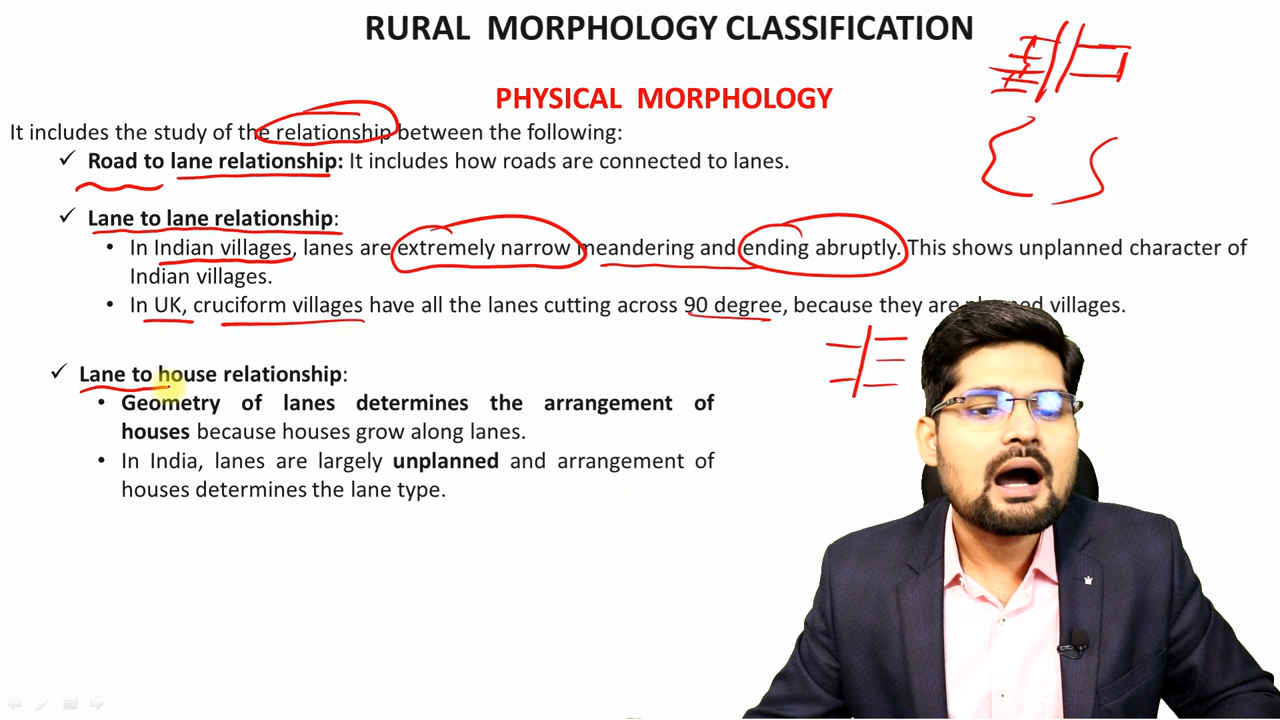 RURAL MORPHOLOGY CLASSIFICATION
PHYSICAL MORPHOLOGY
It includes the study of the relationship between the following:
✓ Road to lane relationship: It includes how roads are connected to lanes.
✓ Lane to lane relationship:
• In Indian villages, lanes are extremely narrow meandering and ending abruptly. This shows unplanned character of
Indian villages.
• In UK, cruciform villages have all the lanes cutting across 90 degree, because they are villages.
✓ Lane to house relationship:
• Geometry of lanes determines the arrangement of
houses because houses grow along lanes.
• In India, lanes are largely unplanned and arrangement of
houses determines the lane type.